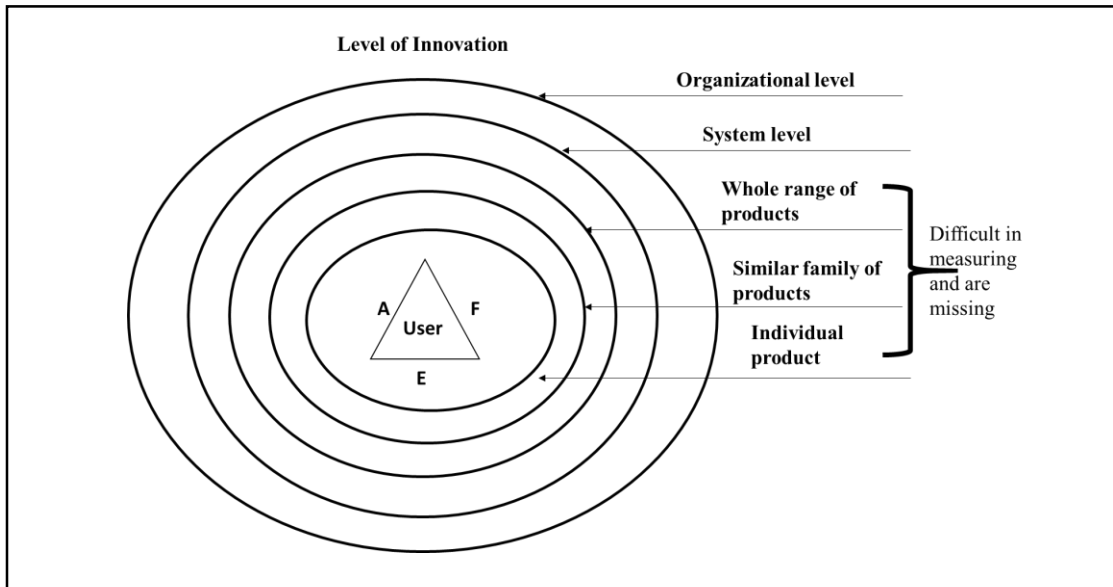 Level of Innovation
Organizational level
System level
Whole range of
products
Similar family of
products
Individual
product
Difficult in
measuring
and are
missing
A
F
User
E